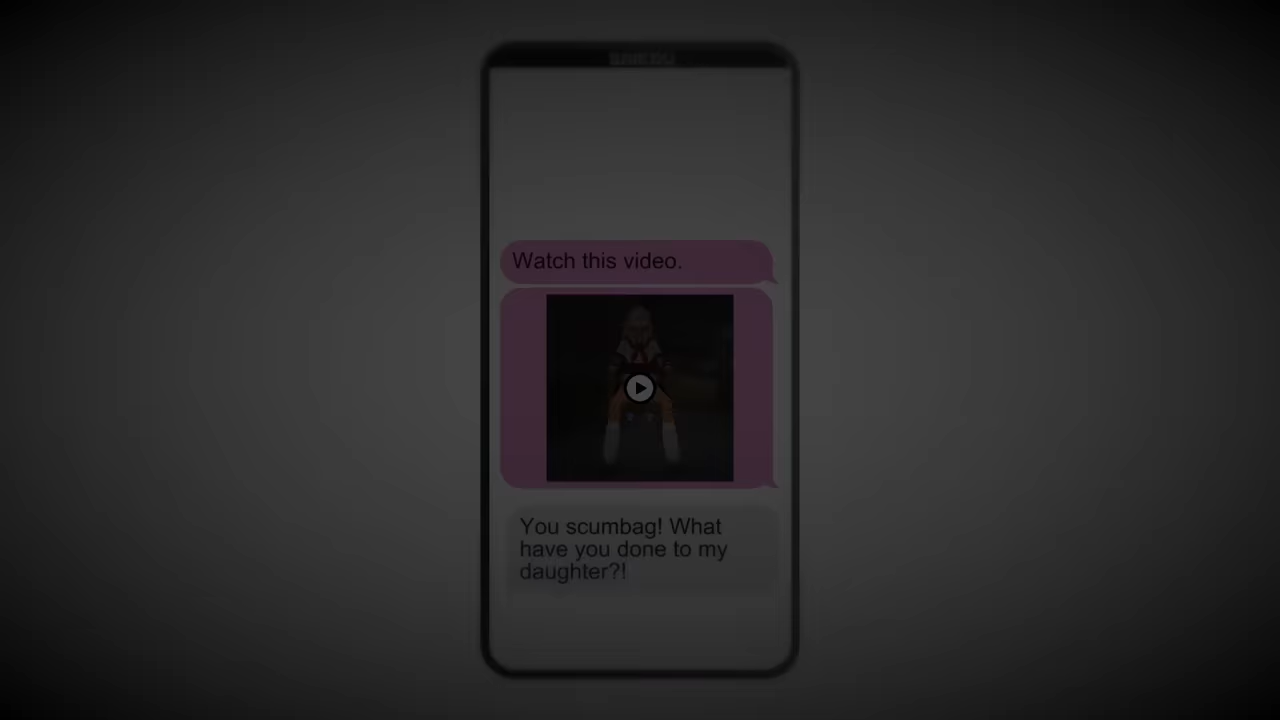 Watch this video.
You scumbag! What
have you done to my
daughter?!